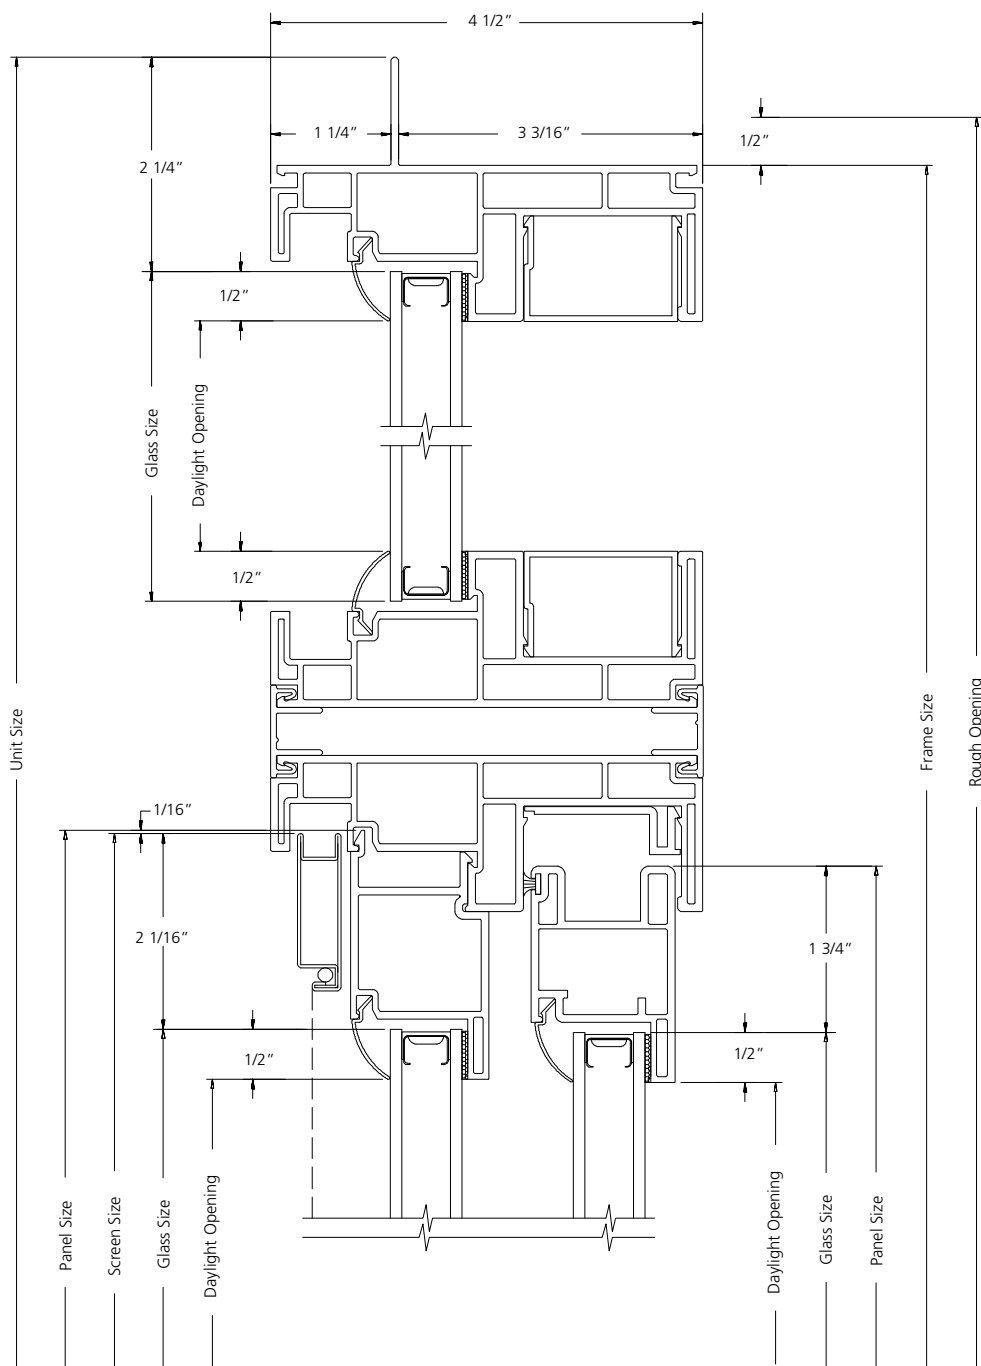 4 1/2"
1 1/4"
3 3/16"
1/2"
2 1/4"
1/2"
Glass Size
Daylight Opening
1/2"
Unit Size
Frame Size
Rough Opening
1/16"
2 1/16"
1 3/4"
1/2"
1/2"
Panel Size
Screen Size
Glass Size
Daylight Opening
Daylight Opening
Glass Size
Panel Size